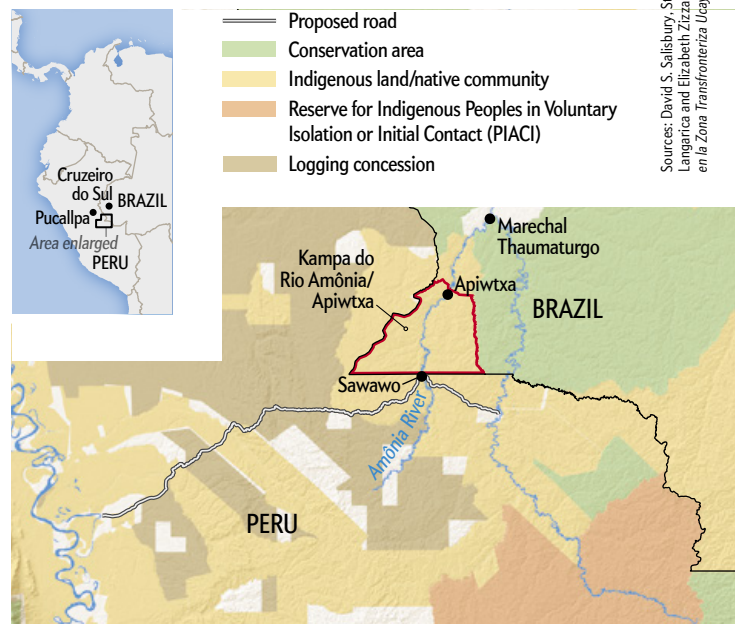 Proposed road
Conservation area
Indigenous land/native community
Reserve for Indigenous Peoples in Voluntary
Isolation or Initial Contact (PIACI)
Logging concession
Sources: David S. Salisbury,
Langarica and Elizabeth
en la Zona Transfronteriza
Cruzeiro
do Sul
BRAZIL
Pucallpa
Area enlarged
PERU
Marechal
Thaumaturgo
Kampa do
Rio Amônia/
Apiwtxa
Apiwtxa
BRAZIL
Sawawo
Amônia River
PERU